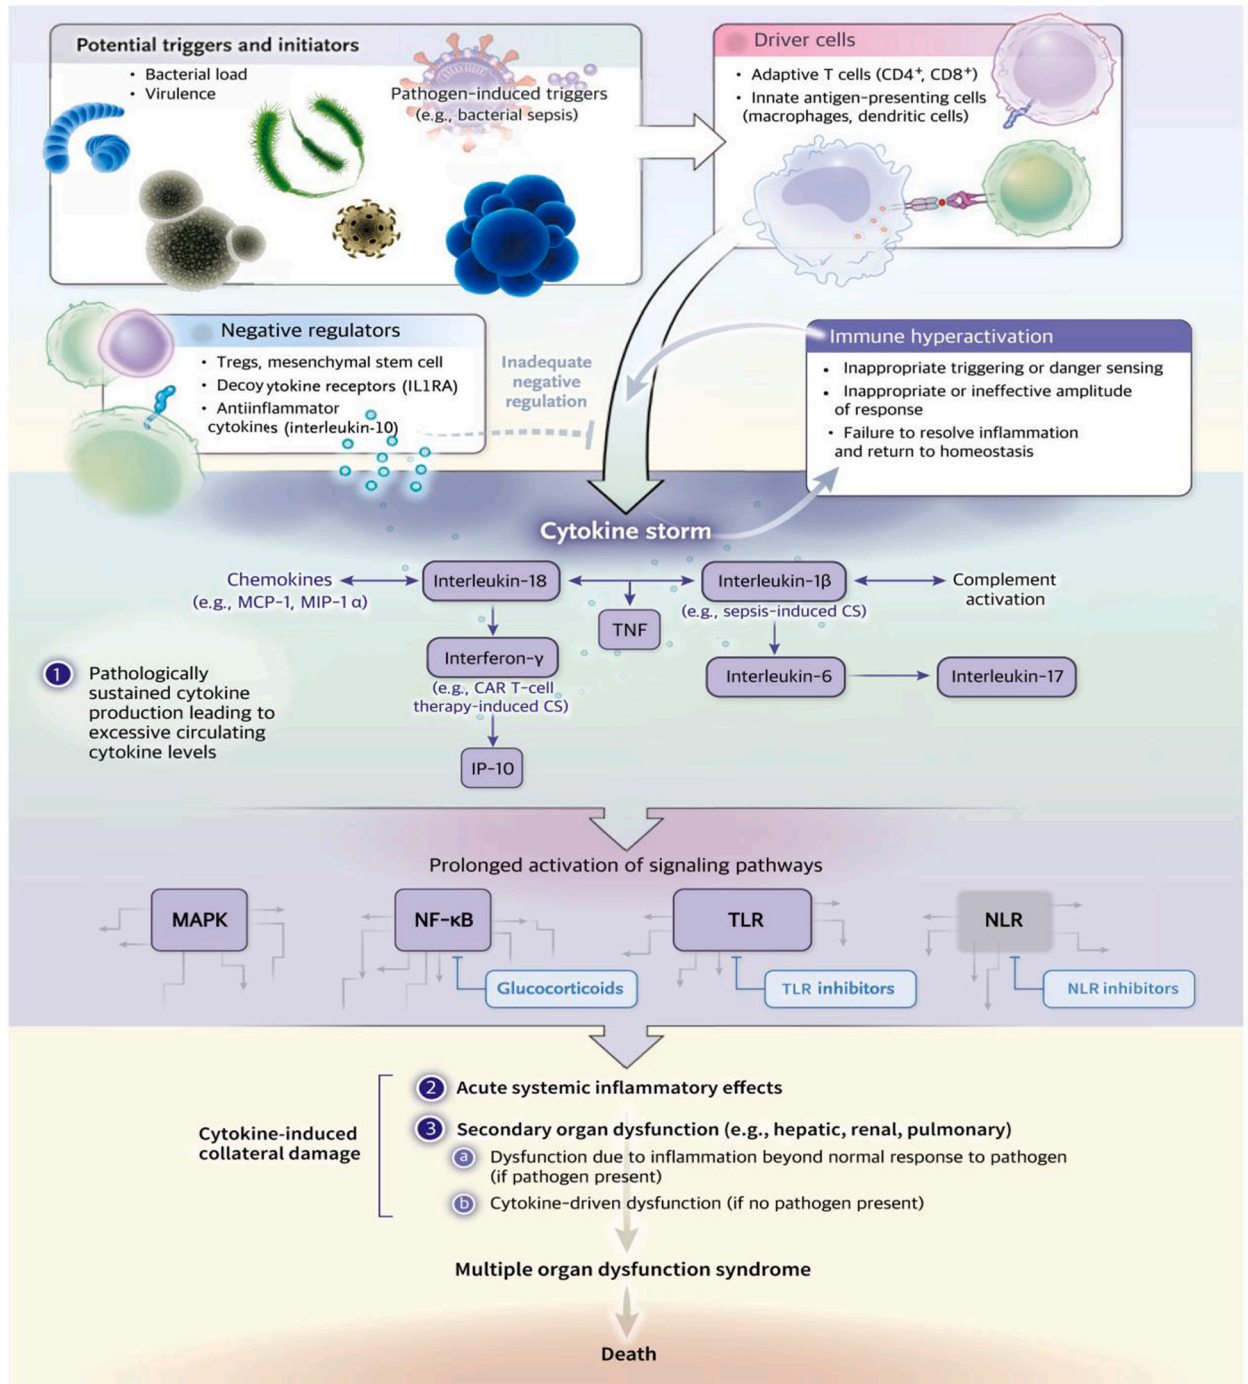 Potential triggers and initiators
• Bacterial load
• Virulence
Pathogen-induced triggers
(e.g., bacterial sepsis)
Driver cells
• Adaptive T cells (CD4⁺, CD8⁺)
• Innate antigen-presenting cells
(macrophages, dendritic cells)
Negative regulators
• Tregs, mesenchymal stem cell
• Decoy ytokine receptors (IL1RA)
• Antiinflammator
cytokines (interleukin-10)
Inadequate
negative
regulation
Immune hyperactivation
• Inappropriate triggering or danger sensing
• Inappropriate or ineffective amplitude
of response
• Failure to resolve inflammation
and return to homeostasis
Cytokine storm
Chemokines
(e.g., MCP-1, MIP-1 α)
Interleukin-18
TNF
Interleukin-1β
(e.g., sepsis-induced CS)
Complement
activation
Interferon-γ
(e.g., CAR T-cell
therapy-induced CS)
Interleukin-6
Interleukin-17
IP-10
1 Pathologically
sustained cytokine
production leading to
excessive circulating
cytokine levels
Prolonged activation of signaling pathways
MAPK
NF-κB
TLR
NLR
Glucocorticoids
TLR inhibitors
NLR inhibitors
Cytokine-induced
collateral damage
2 Acute systemic inflammatory effects
3 Secondary organ dysfunction (e.g., hepatic, renal, pulmonary)
a Dysfunction due to inflammation beyond normal response to pathogen
(if pathogen present)
b Cytokine-driven dysfunction (if no pathogen present)
Multiple organ dysfunction syndrome
Death